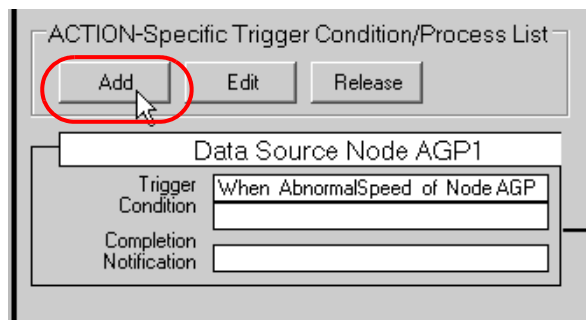 ACTION-Specific Trigger Condition/Process List
Add Edit Release
Data Source Node AGP1
Trigger Condition
When AbnormalSpeed of Node AGP
Completion Notification